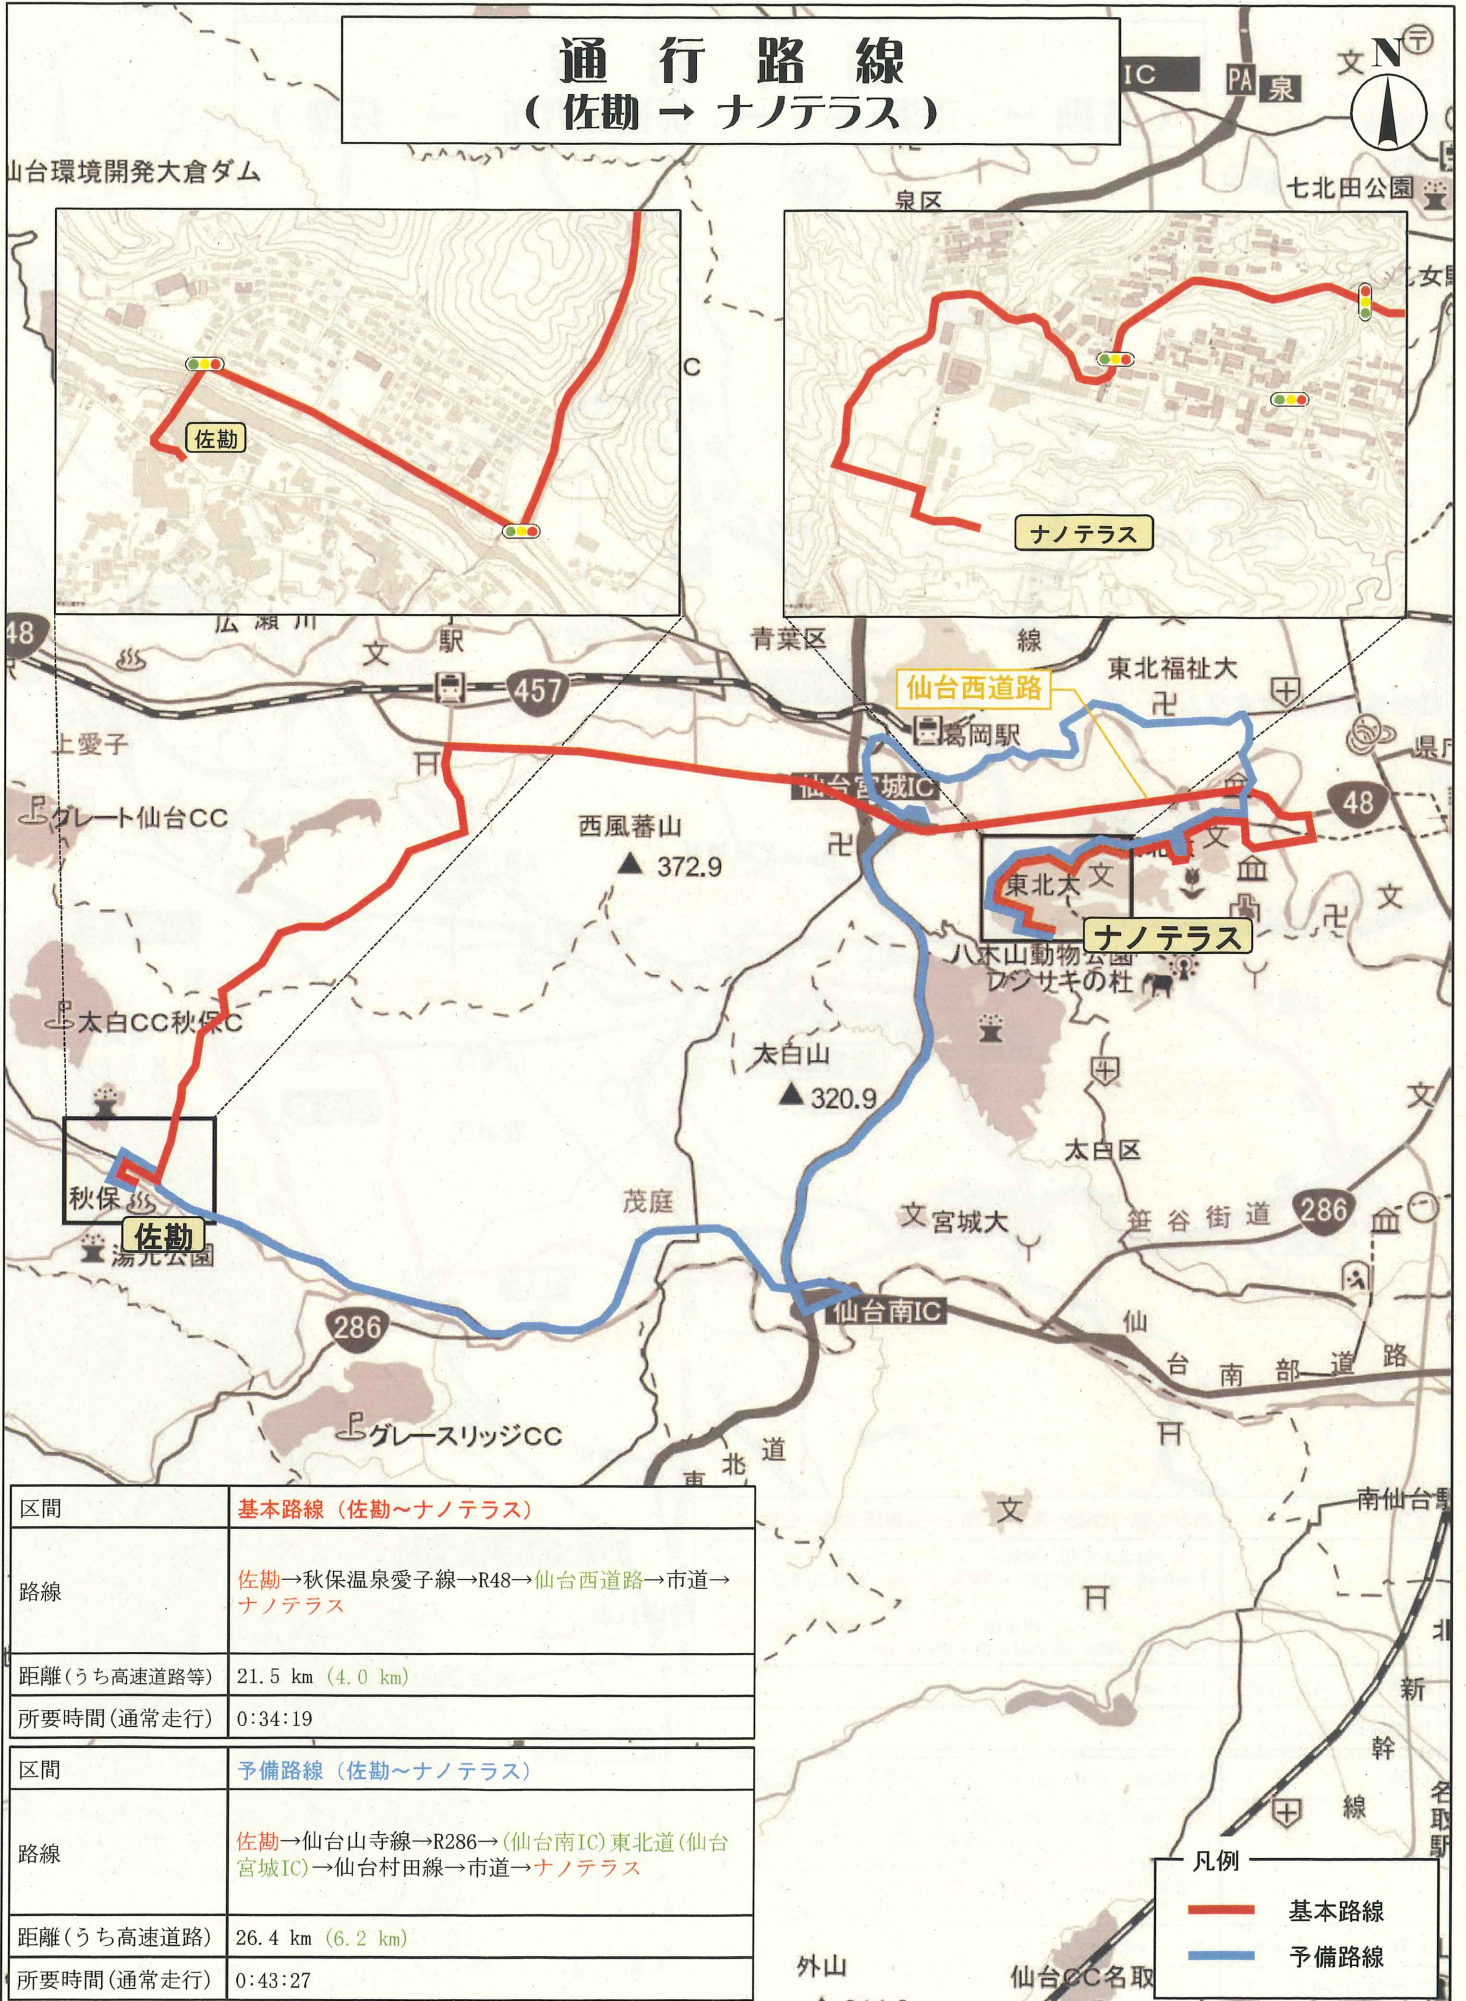 通行路線
(佐勘 → ナノテラス)
IC
PA
泉
文
N
仙台環境開発大倉ダム
泉区
七北田公園
C
佐勘
ナノテラス
48
広瀬川
文
駅
457
青葉区
線
東北福祉大
仙台西道路
葛岡駅
上愛子
仙台宮城IC
48
グレート仙台CC
西風蕃山
372.9
文
東北大
文
文
ナノテラス
八木山動物公園
フジサキの杜
太白CC秋保C
太白山
320.9
文
太白区
秋保
佐勘
茂庭
文 宮城大
笹谷街道
286
湯元公園
286
仙台南IC
仙台南部道路
グレースリッジCC
東北道
文
南仙台駅
北
新幹線
名取駅
外山
仙台CC名取
区間 基本路線(佐勘~ナノテラス)
路線 佐勘→秋保温泉愛子線→R48→仙台西道路→市道→
ナノテラス
距離(うち高速道路等) 21.5 km (4.0 km)
所要時間(通常走行) 0:34:19
区間 予備路線(佐勘~ナノテラス)
路線 佐勘→仙台山寺線→R286→(仙台南IC)東北道(仙台
宮城IC)→仙台村田線→市道→ナノテラス
距離(うち高速道路) 26.4 km (6.2 km)
所要時間(通常走行) 0:43:27
凡例
基本路線
予備路線